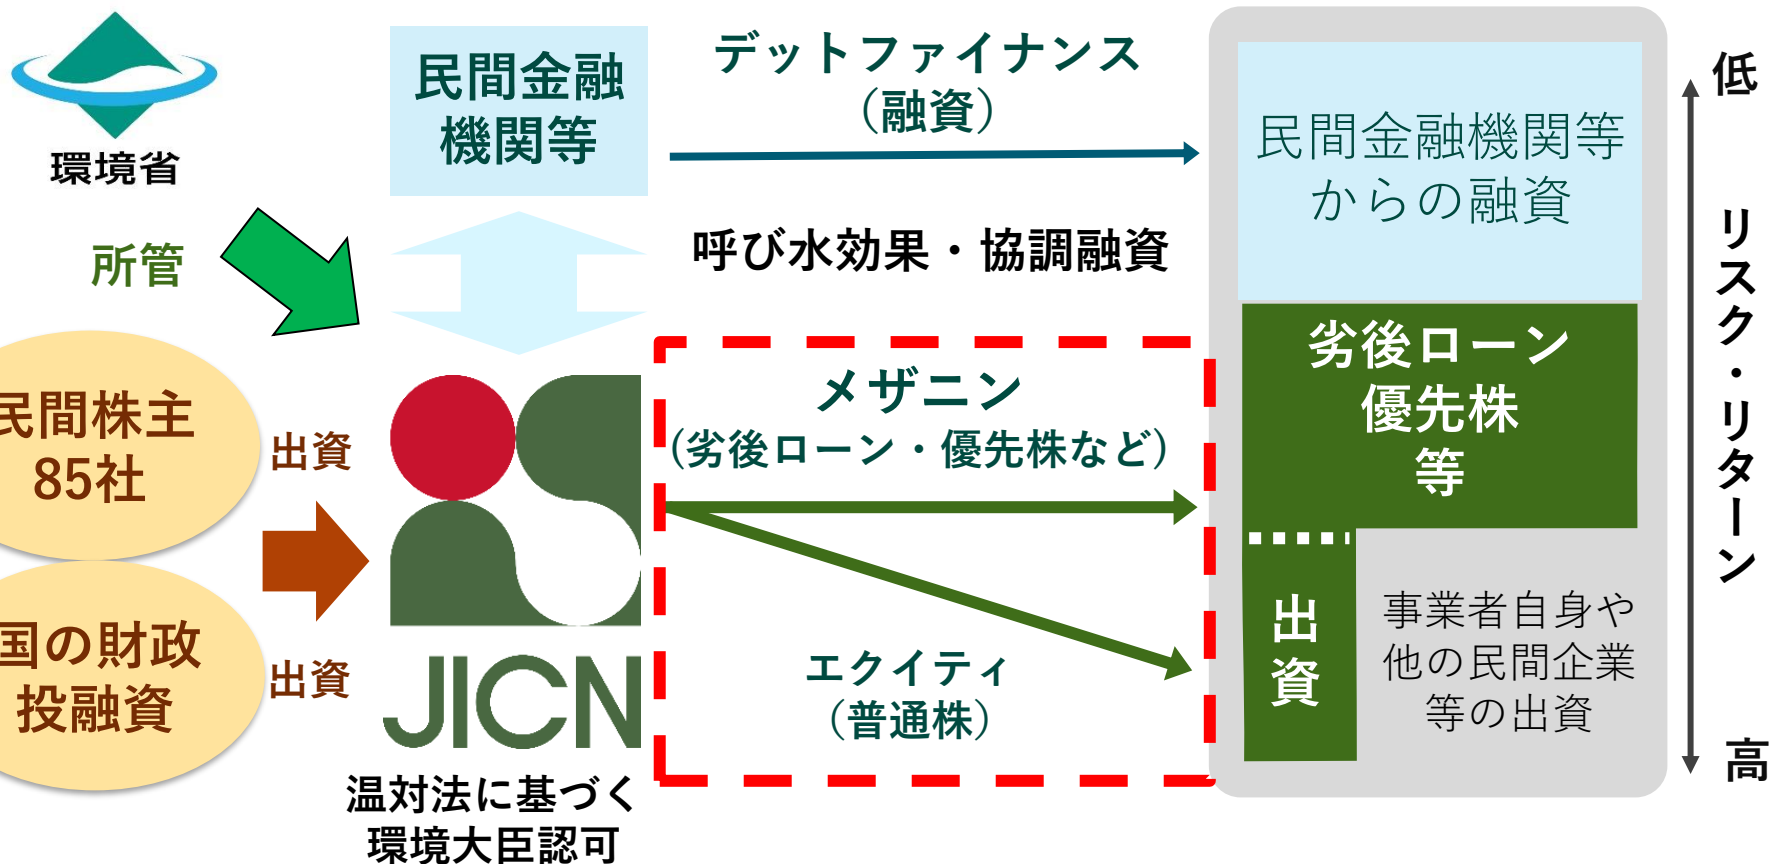 環境省
所管
民間株主
85社
国の財政
投融資
出資
出資
民間金融
機関等
JICN
温対法に基づく
環境大臣認可
デットファイナンス
（融資）
呼び水効果・協調融資
メザニン
（劣後ローン・優先株など）
エクイティ
（普通株）
民間金融機関等
からの融資
劣後ローン
優先株
等
出
資
事業者自身や
他の民間企業
等の出資
低
リスク・リターン
高